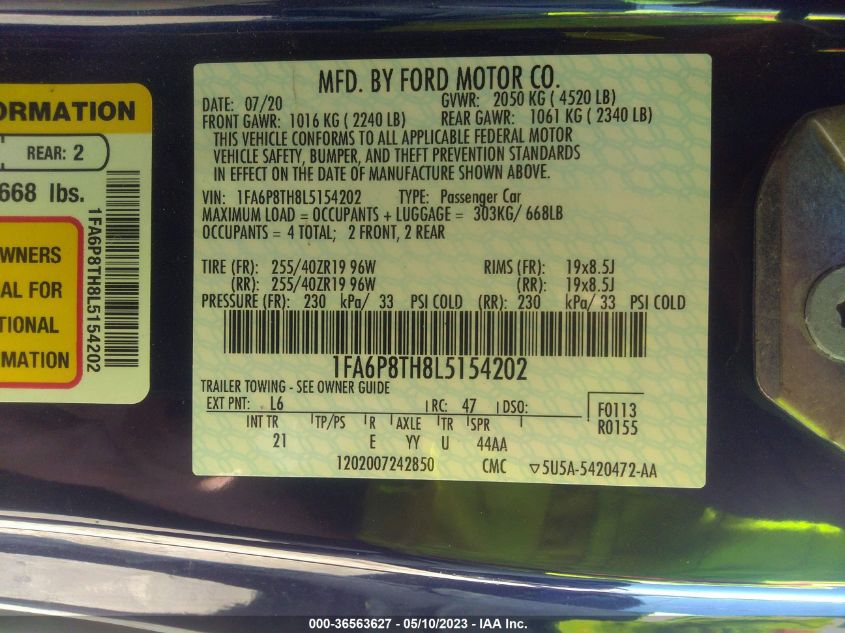 ORMATION
REAR: 2
668 lbs.
WNERS
AL FOR
TIONAL
MATION
1FA6P8TH8L5154202
MFD. BY FORD MOTOR CO.
DATE: 07/20 GVWR: 2050 KG ( 4520 LB)
FRONT GAWR: 1016 KG ( 2240 LB) REAR GAWR: 1061 KG ( 2340 LB)
THIS VEHICLE CONFORMS TO ALL APPLICABLE FEDERAL MOTOR
VEHICLE SAFETY, BUMPER, AND THEFT PREVENTION STANDARDS
IN EFFECT ON THE DATE OF MANUFACTURE SHOWN ABOVE.
VIN: 1FA6P8TH8L5154202 TYPE: Passenger Car
MAXIMUM LOAD = OCCUPANTS + LUGGAGE = 303KG/ 668LB
OCCUPANTS = 4 TOTAL; 2 FRONT, 2 REAR
TIRE (FR): 255/40ZR19 96W RIMS (FR): 19x8.5J
(RR): 255/40ZR19 96W (RR): 19x8.5J
PRESSURE (FR): 230 kPa/ 33 PSI COLD (RR): 230 kPa/ 33 PSI COLD
1FA6P8TH8L5154202
TRAILER TOWING - SEE OWNER GUIDE
EXT PNT: L6 RC: 47 DSO: F0113
R0155
INT TR TP/PS R AXLE TR SPR
21 E YY U 44AA
1202007242850 CMC ▽5U5A-5420472-AA
000-36563627 - 05/10/2023 - IAA Inc.